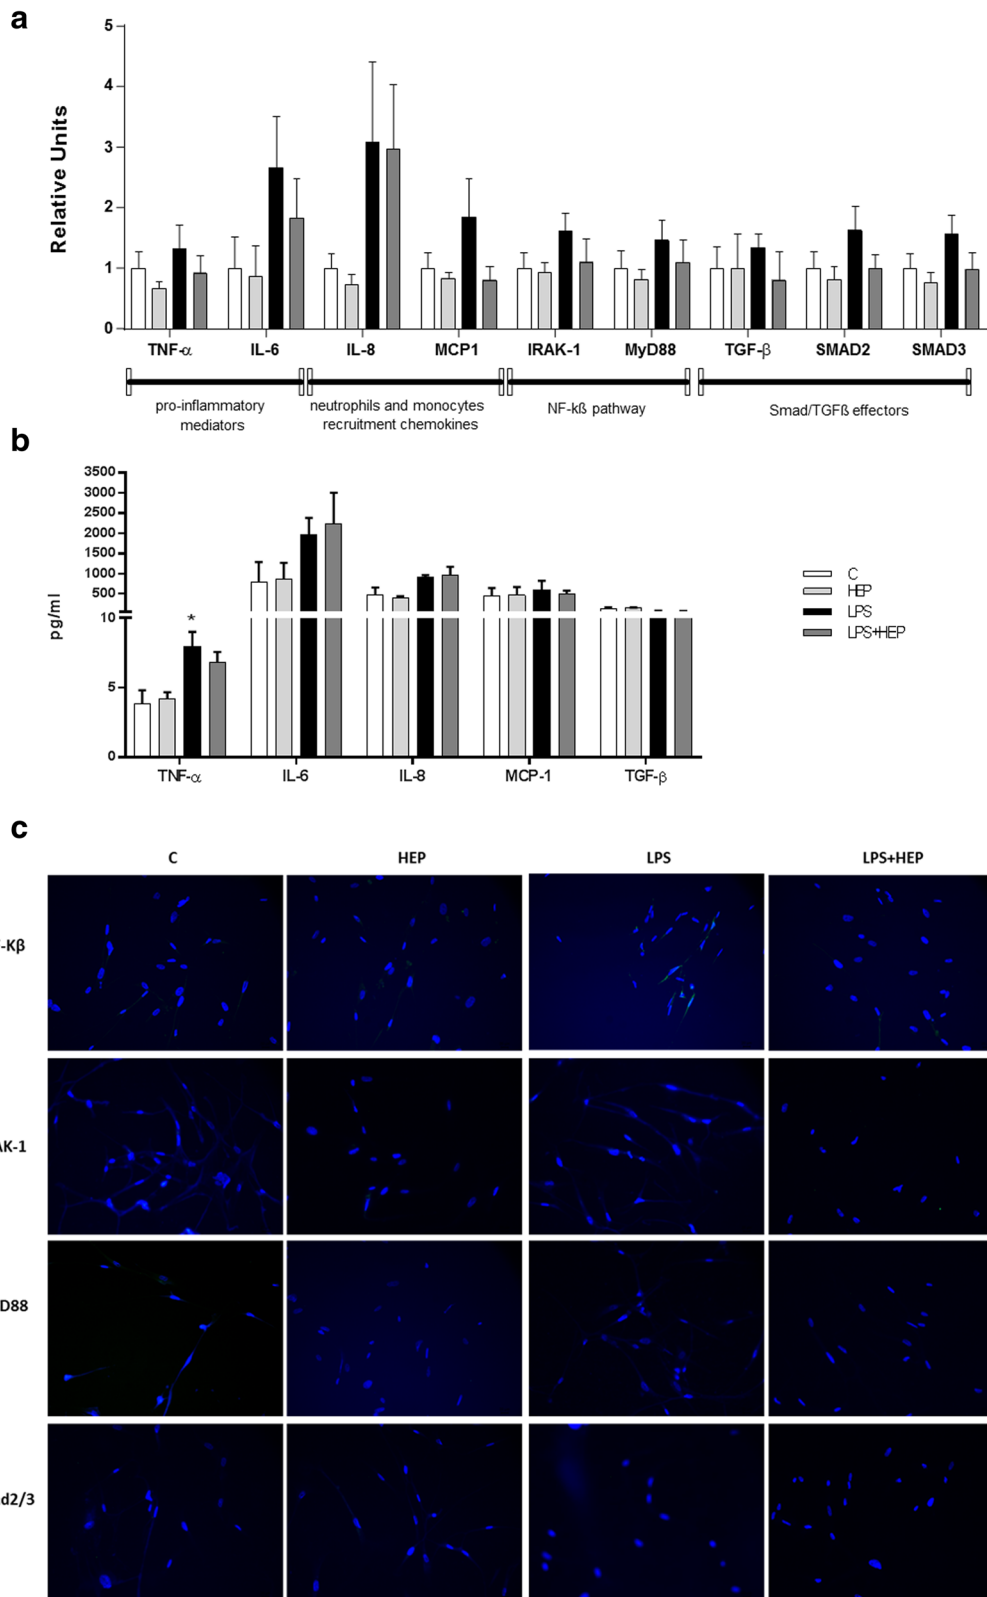 a
Relative Units
5
4
3
2
1
0
TNF-α IL-6 IL-8 MCP1 IRAK-1 MyD88 TGF-β SMAD2 SMAD3
pro-inflammatory
mediators
neutrophils and monocytes
recruitment chemokines
NF-kß pathway
Smad/TGFß effectors
b
pg/ml
3500
3000
2500
2000
1500
1000
500
10
5
0
*
TNF-α IL-6 IL-8 MCP-1 TGF-β
C
HEP
LPS
LPS+HEP
c
C HEP LPS LPS+HEP
-Kβ
AK-1
D88
d2/3